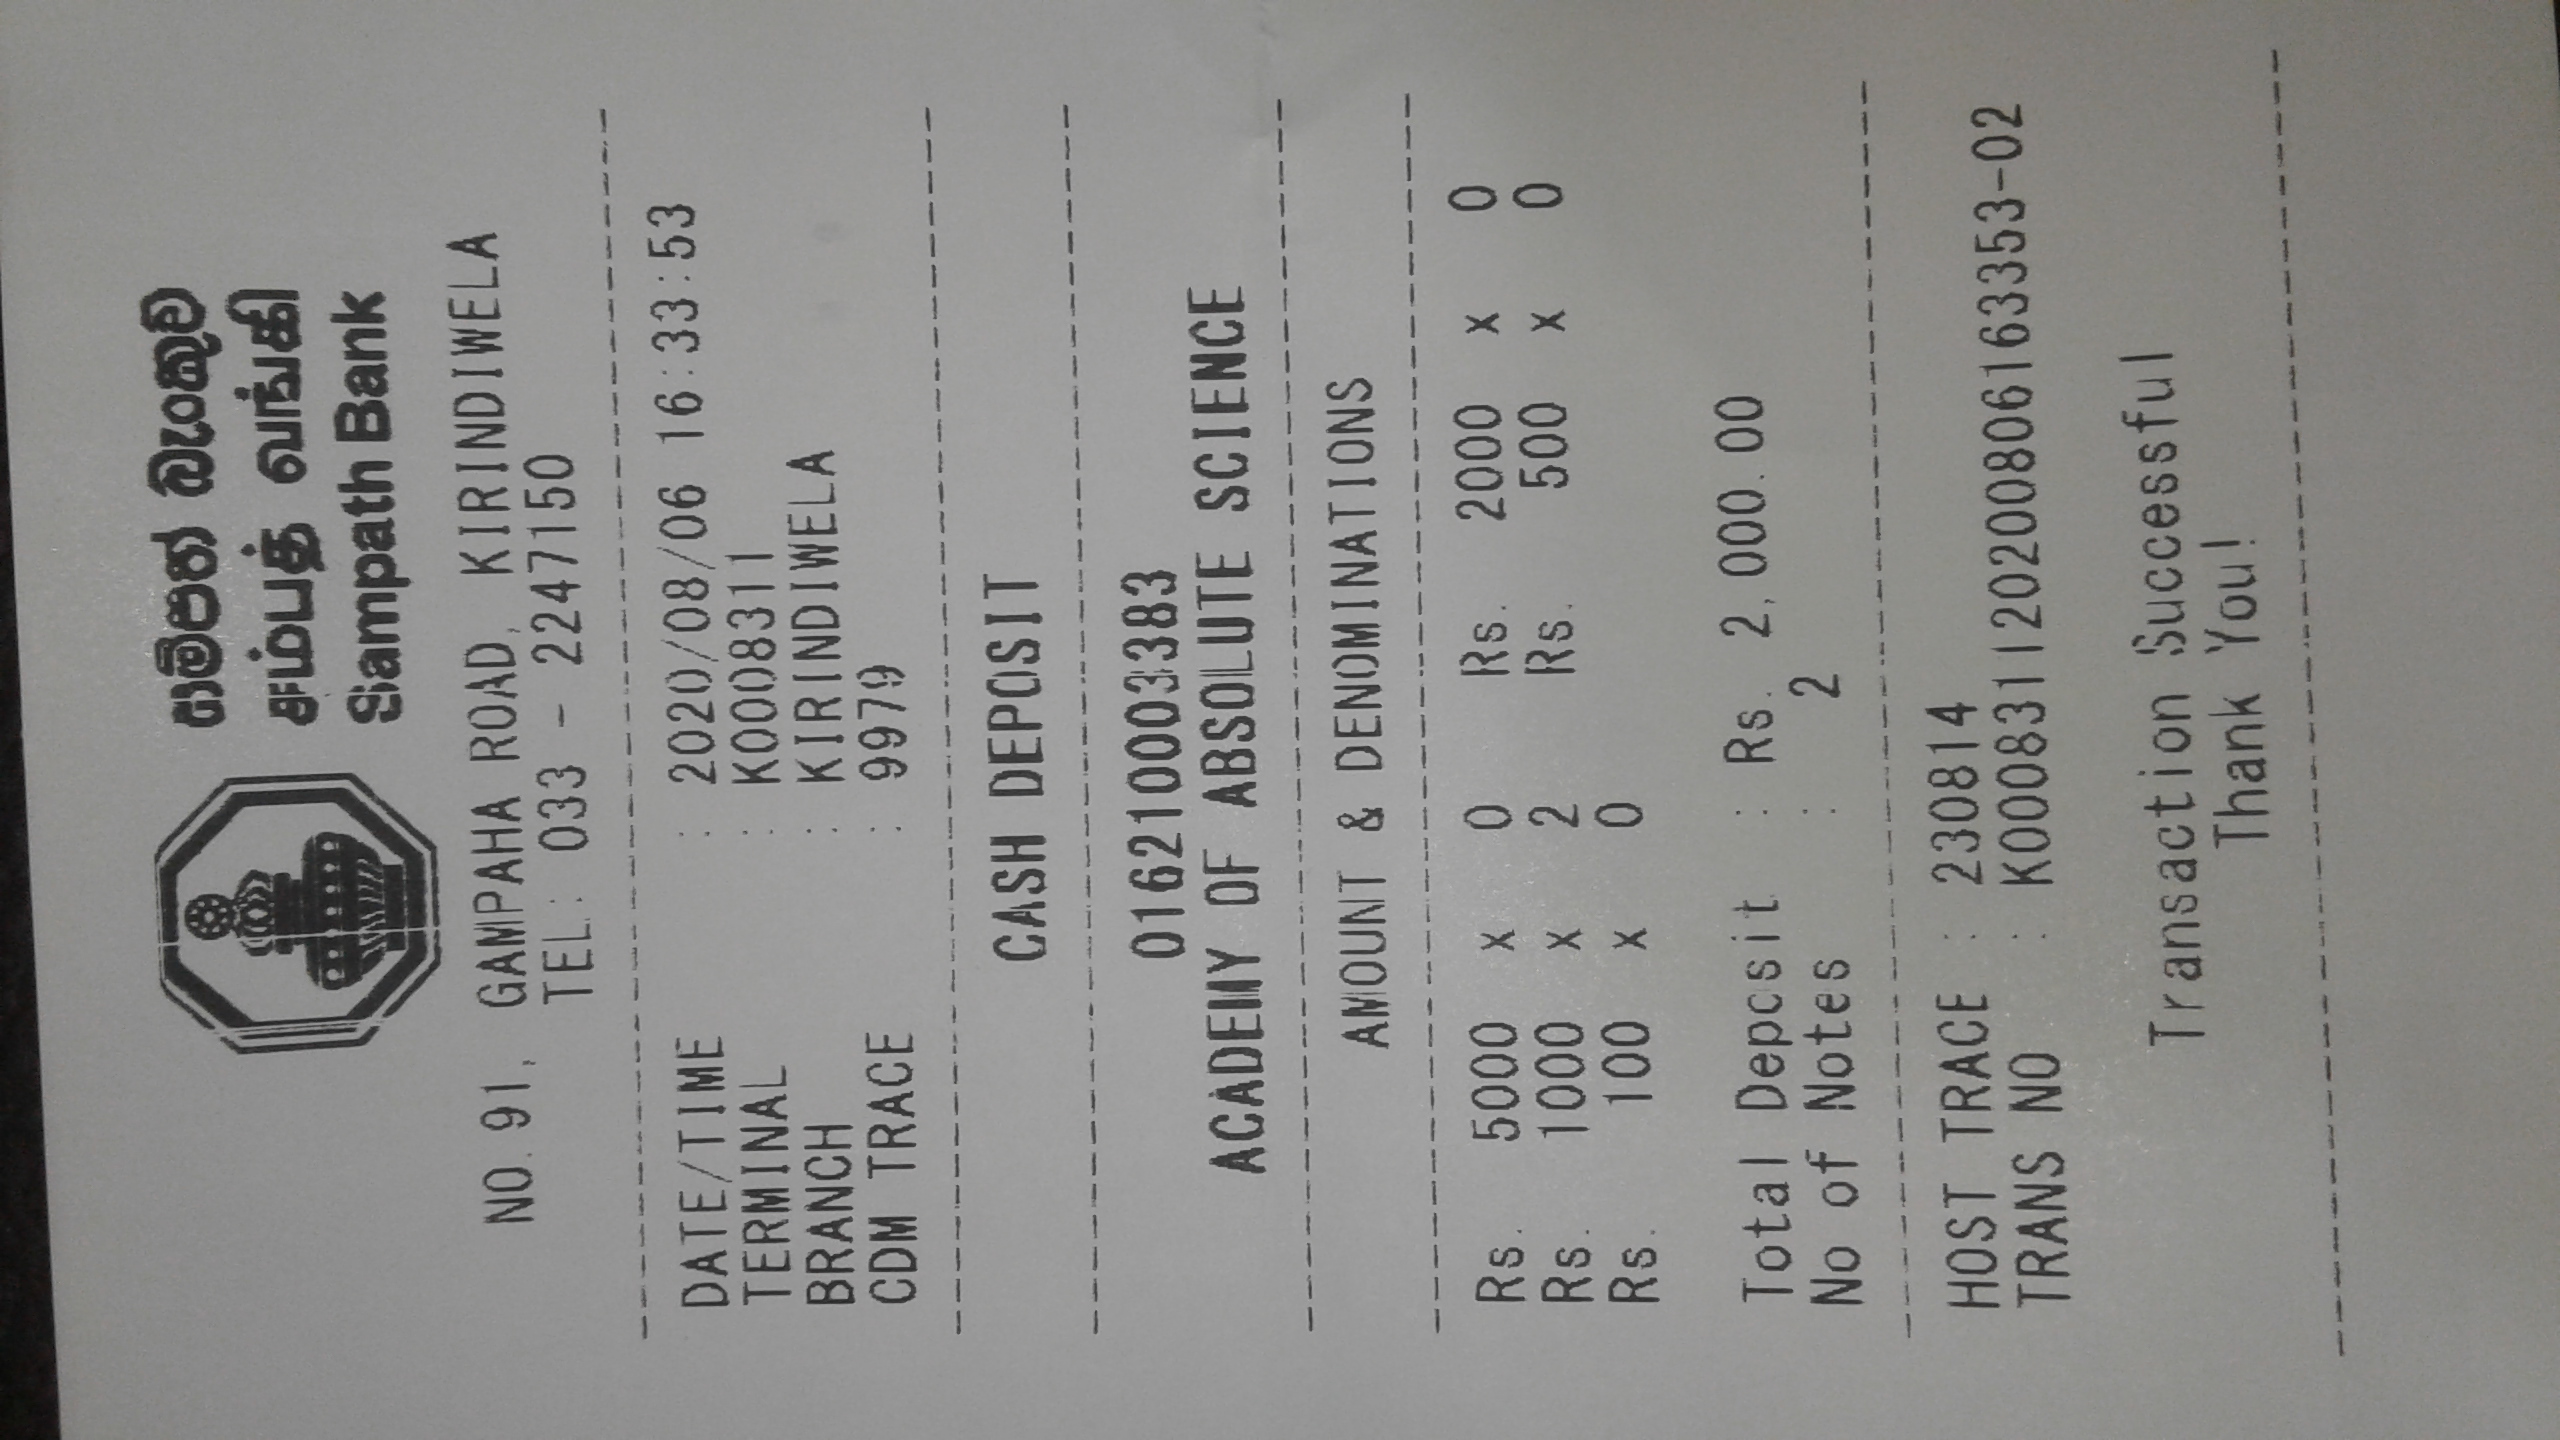 සම්පත් බැංකුව
சம்பத் வங்கி
Sampath Bank
NO.91, GAMPAHA ROAD, KIRINDIWELA
TEL: 033 - 2247150
DATE/TIME : 2020/08/06 16:33:53
TERMINAL : K0008311
BRANCH : KIRINDIWELA
CDM TRACE : 9979
CASH DEPOSIT
016210003383
ACADEMY OF ABSOLUTE SCIENCE
AMOUNT & DENOMINATIONS
Rs. 5000 x 0 Rs. 2000 x 0
Rs. 1000 x 2 Rs. 500 x 0
Rs. 100 x 0
Total Deposit : Rs. 2,000.00
No of Notes : 2
HOST TRACE : 230814
TRANS NO : K000831120200806163353-02
Transaction Successful
Thank You!